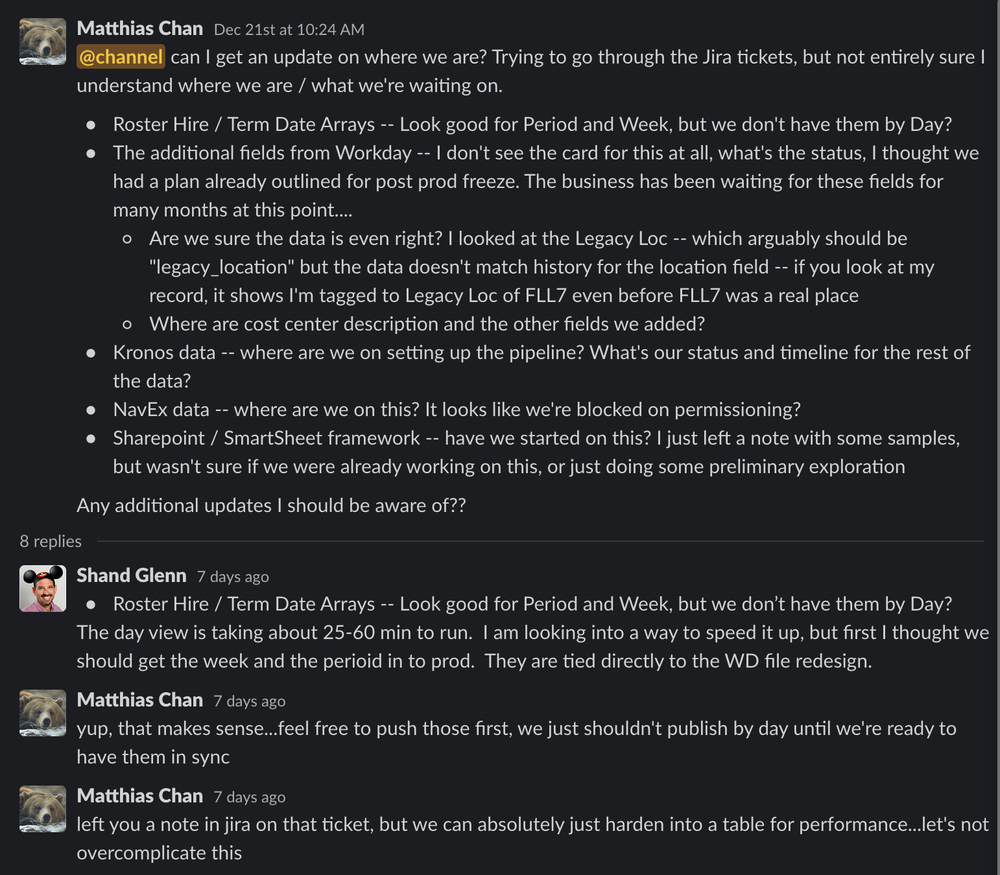 Matthias Chan Dec 21st at 10:24 AM
@channel can I get an update on where we are? Trying to go through the Jira tickets, but not entirely sure I
understand where we are / what we're waiting on.
● Roster Hire / Term Date Arrays -- Look good for Period and Week, but we don't have them by Day?
● The additional fields from Workday -- I don't see the card for this at all, what's the status, I thought we
had a plan already outlined for post prod freeze. The business has been waiting for these fields for
many months at this point....
○ Are we sure the data is even right? I looked at the Legacy Loc -- which arguably should be
"legacy_location" but the data doesn't match history for the location field -- if you look at my
record, it shows I'm tagged to Legacy Loc of FLL7 even before FLL7 was a real place
○ Where are cost center description and the other fields we added?
● Kronos data -- where are we on setting up the pipeline? What's our status and timeline for the rest of
the data?
● NavEx data -- where are we on this? It looks like we're blocked on permissioning?
● Sharepoint / SmartSheet framework -- have we started on this? I just left a note with some samples,
but wasn't sure if we were already working on this, or just doing some preliminary exploration
Any additional updates I should be aware of??
8 replies
Shand Glenn 7 days ago
● Roster Hire / Term Date Arrays -- Look good for Period and Week, but we don’t have them by Day?
The day view is taking about 25-60 min to run.  I am looking into a way to speed it up, but first I thought we
should get the week and the perioid in to prod.  They are tied directly to the WD file redesign.
Matthias Chan 7 days ago
yup, that makes sense...feel free to push those first, we just shouldn't publish by day until we're ready to
have them in sync
Matthias Chan 7 days ago
left you a note in jira on that ticket, but we can absolutely just harden into a table for performance...let's not
overcomplicate this